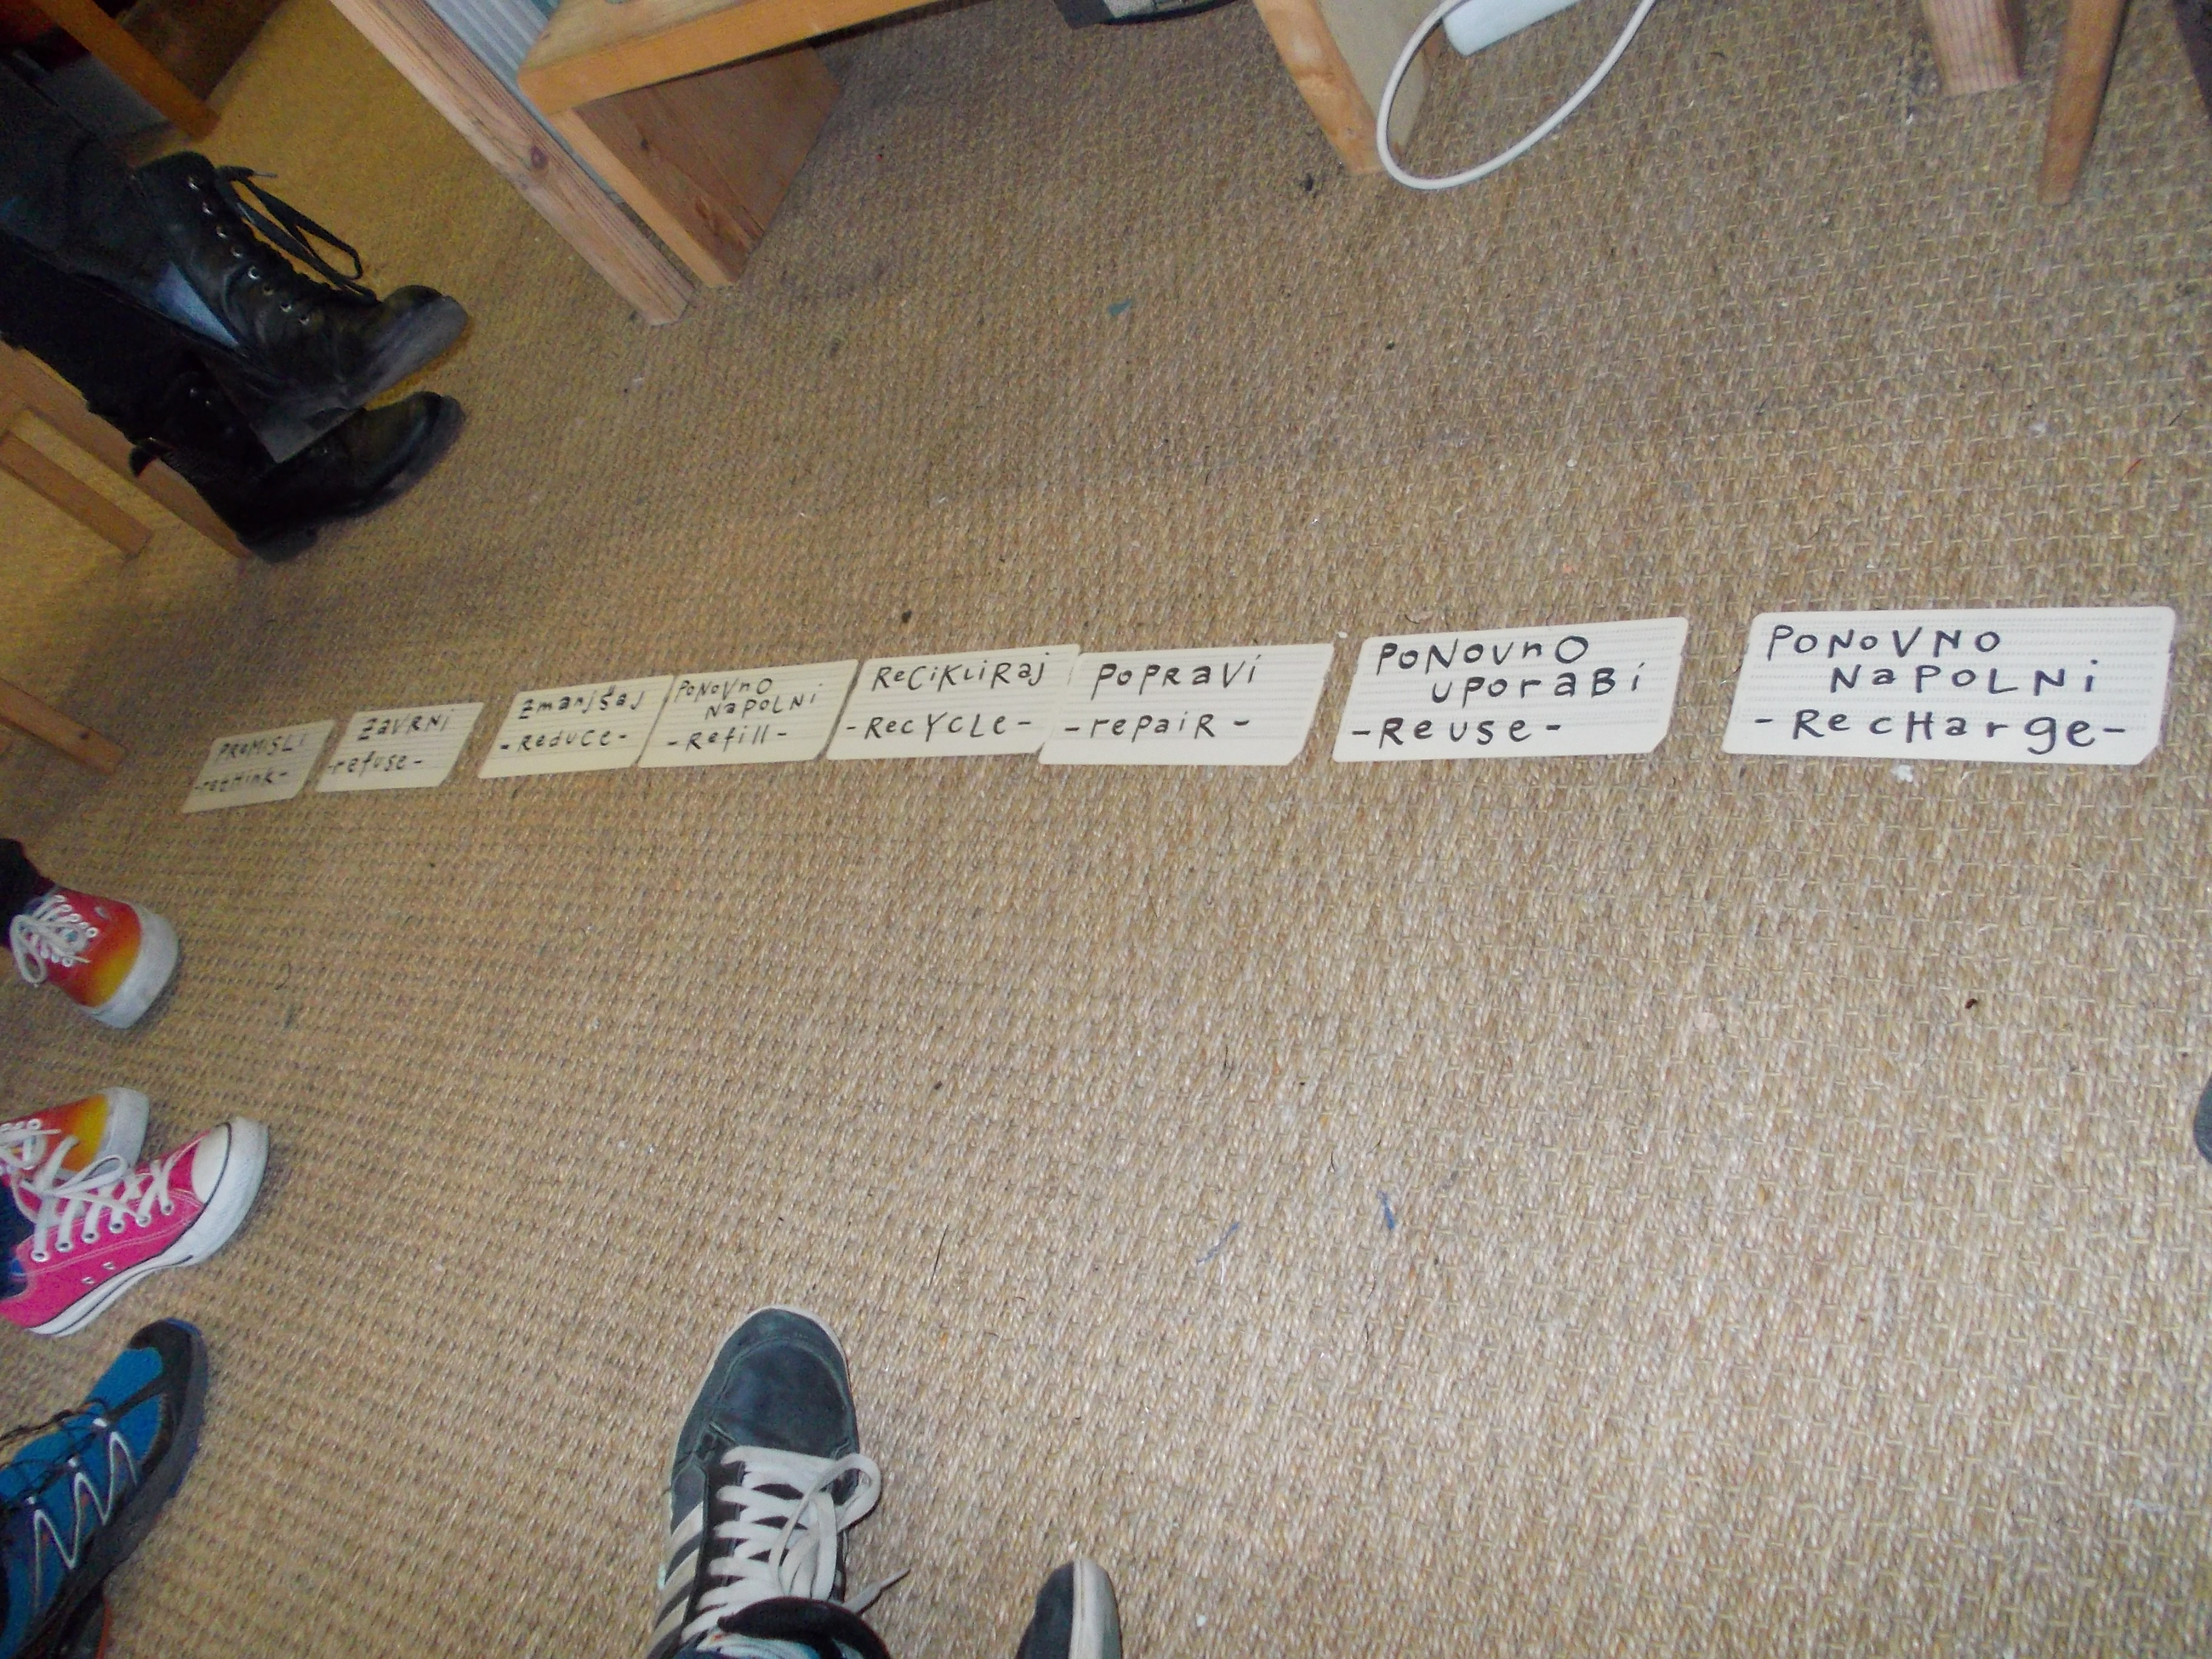 PREMiSLi
-retHink-
ZaVRNi
-refuse-
Zmanjšaj
-ReduCe-
PoNoVnO
NaPOLNi
-Refill-
ReCiKLiRaj
-RecYcLe-
PoPRaVi
-repaiR-
PoNovnO
uPoraBi
-Reuse-
PoNoVNO
NaPoLNi
-RecHarge-